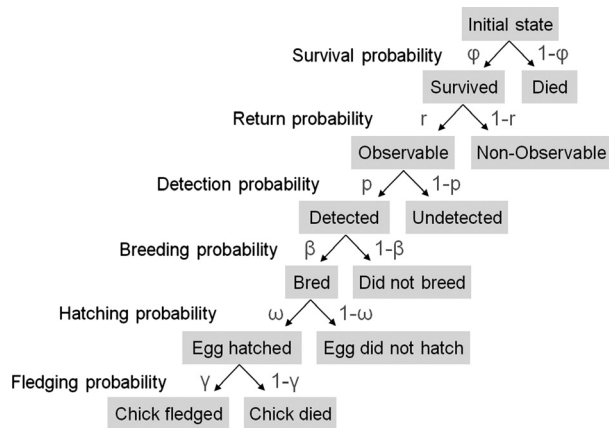 Initial state
Survival probability φ 1-φ
Survived Died
Return probability r 1-r
Observable Non-Observable
Detection probability p 1-p
Detected Undetected
Breeding probability β 1-β
Bred Did not breed
Hatching probability ω 1-ω
Egg hatched Egg did not hatch
Fledging probability γ 1-γ
Chick fledged Chick died